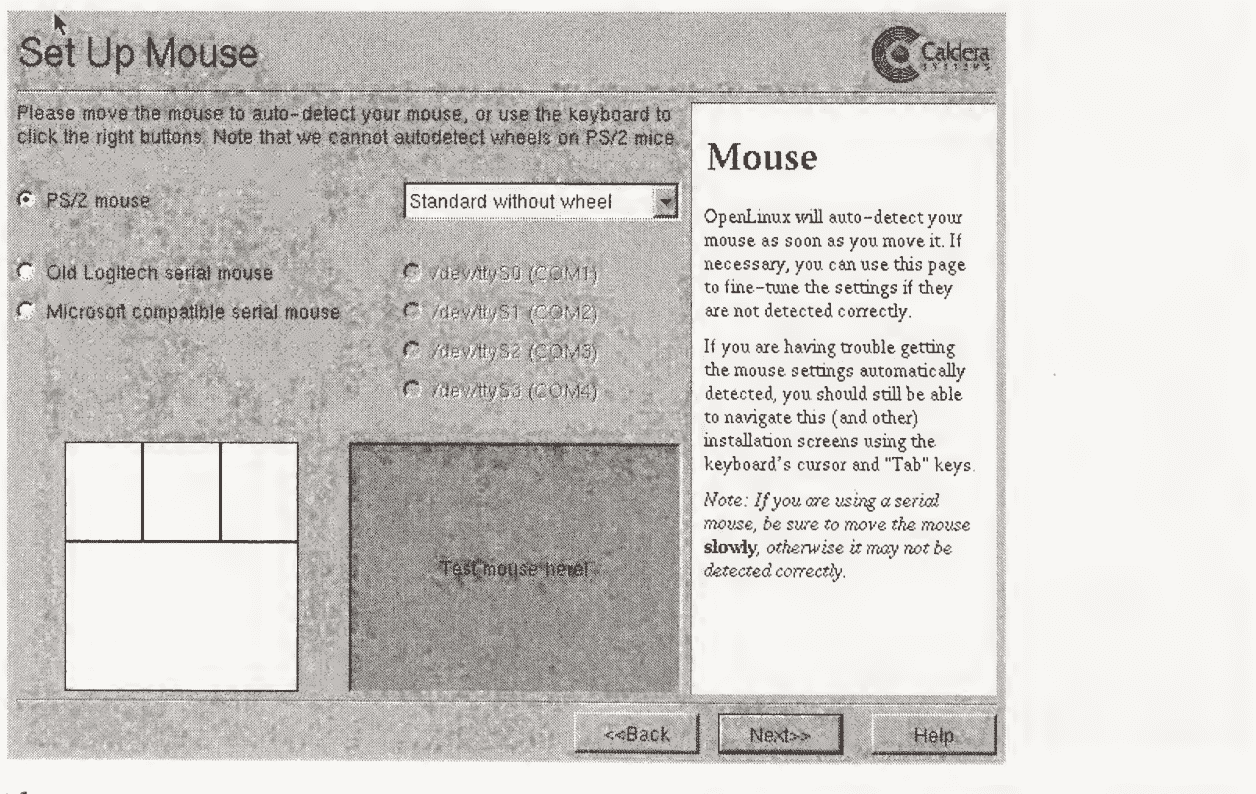 Set Up Mouse
Caldera
SYSTEMS
Please move the mouse to auto-detect your mouse, or use the keyboard to
click the right buttons. Note that we cannot autodetect wheels on PS/2 mice.
PS/2 mouse
Standard without wheel
Old Logitech serial mouse
Microsoft compatible serial mouse
/dev/ttyS0 (COM1)
/dev/ttyS1 (COM2)
/dev/ttyS2 (COM3)
/dev/ttyS3 (COM4)
Test mouse here!
Mouse
OpenLinux will auto-detect your
mouse as soon as you move it. If
necessary, you can use this page
to fine-tune the settings if they
are not detected correctly.
If you are having trouble getting
the mouse settings automatically
detected, you should still be able
to navigate this (and other)
installation screens using the
keyboard's cursor and "Tab" keys.
Note: If you are using a serial
mouse, be sure to move the mouse
slowly, otherwise it may not be
detected correctly.
<<Back
Next>>
Help